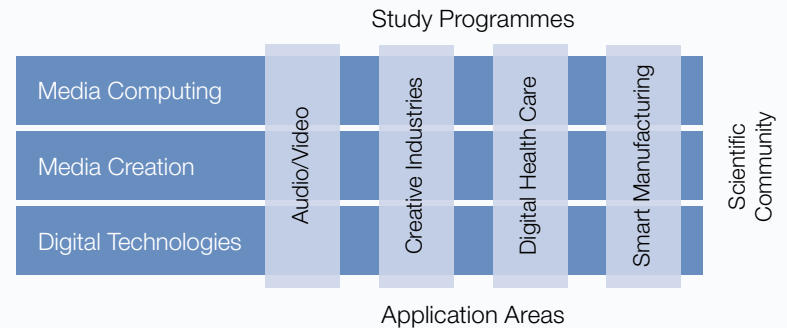 Study Programmes
Media Computing
Media Creation
Digital Technologies
Audio/Video
Creative Industries
Digital Health Care
Smart Manufacturing
Scientific
Community
Application Areas